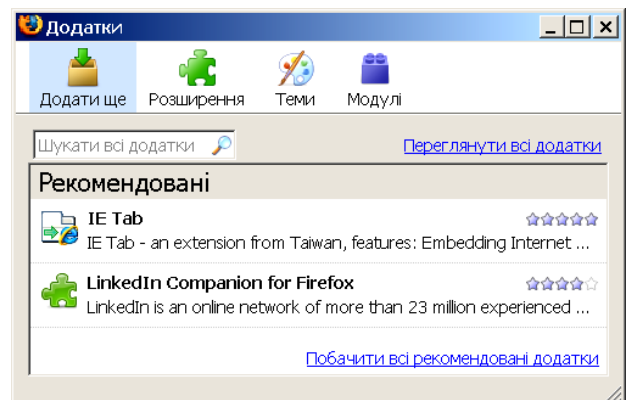 Додатки
Додати ще Розширення Теми Модулі
Шукати всі додатки Переглянути всі додатки
Рекомендовані
IE Tab
IE Tab - an extension from Taiwan, features: Embedding Internet ...
LinkedIn Companion for Firefox
LinkedIn is an online network of more than 23 million experienced ...
Побачити всі рекомендовані додатки